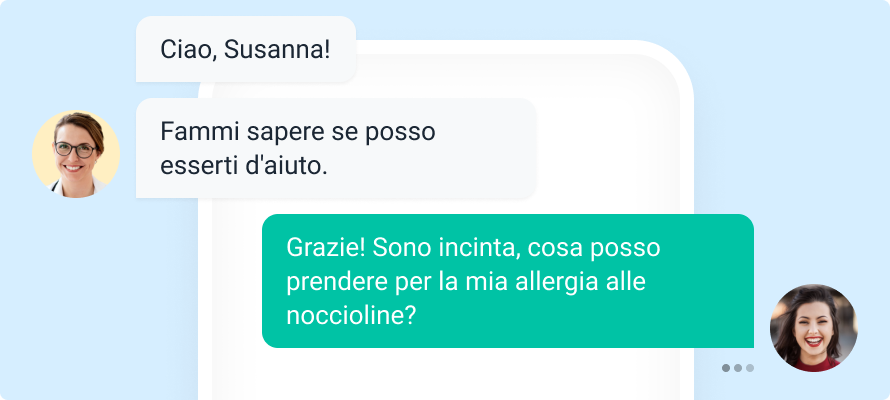 Ciao, Susanna!
Fammi sapere se posso
esserti d'aiuto.
Grazie! Sono incinta, cosa posso
prendere per la mia allergia alle
noccioline?